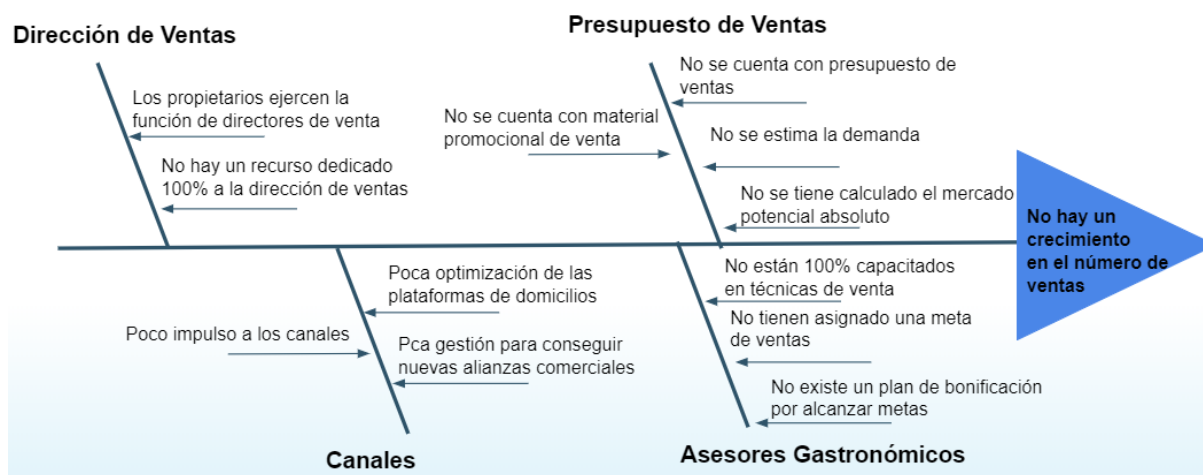 Dirección de Ventas
Los propietarios ejercen la
función de directores de venta
No hay un recurso dedicado
100% a la dirección de ventas
Presupuesto de Ventas
No se cuenta con presupuesto de
ventas
No se cuenta con material
promocional de venta
No se estima la demanda
No se tiene calculado el mercado
potencial absoluto
No hay un
crecimiento
en el número de
ventas
Poca optimización de las
plataformas de domicilios
Poco impulso a los canales
Pca gestión para conseguir
nuevas alianzas comerciales
Canales
No están 100% capacitados
en técnicas de venta
No tienen asignado una meta
de ventas
No existe un plan de bonificación
por alcanzar metas
Asesores Gastronómicos